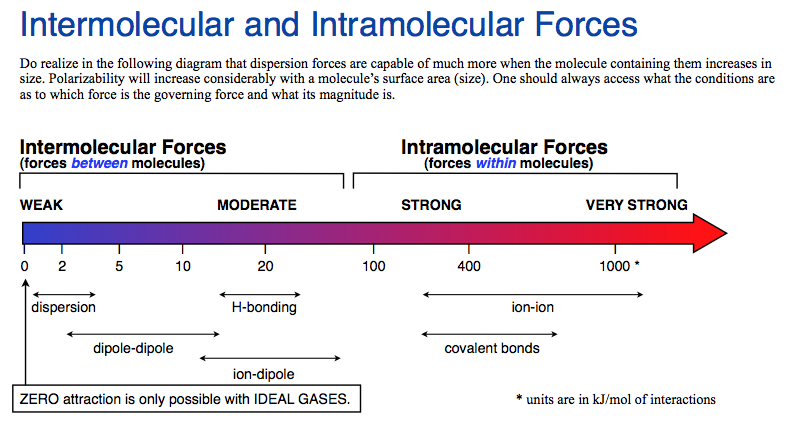 Intermolecular and Intramolecular Forces
Do realize in the following diagram that dispersion forces are capable of much more when the molecule containing them increases in
size. Polarizability will increase considerably with a molecule's surface area (size). One should always access what the conditions are
as to which force is the governing force and what its magnitude is.
Intermolecular Forces
(forces between molecules)
Intramolecular Forces
(forces within molecules)
WEAK MODERATE STRONG VERY STRONG
0 2 5 10 20 100 400 1000 *
dispersion H-bonding ion-ion
dipole-dipole covalent bonds
ion-dipole
ZERO attraction is only possible with IDEAL GASES.
* units are in kJ/mol of interactions